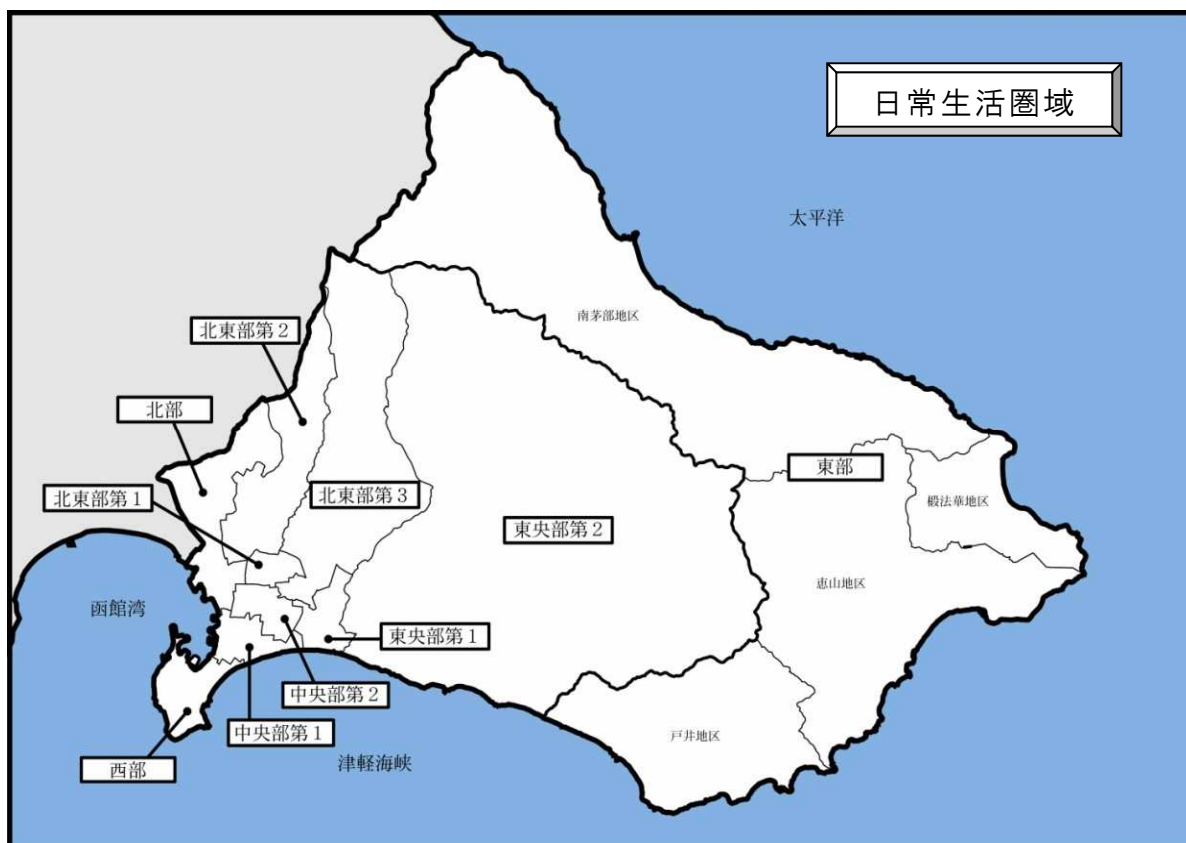 日常生活圏域
太平洋
南茅部地区
北東部第２
北部
東部
北東部第１
北東部第３
椴法華地区
東央部第２
恵山地区
函館湾
東央部第１
中央部第２
中央部第１
戸井地区
津軽海峡
西部